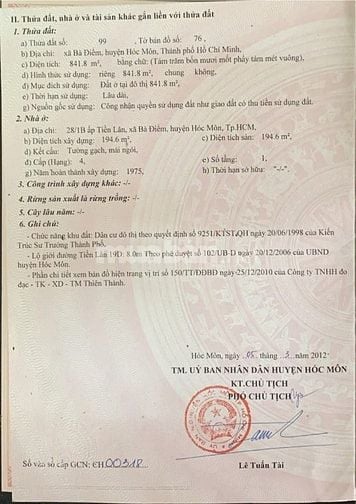 II. Thửa đất, nhà ở và tài sản khác gắn liền với thửa đất
1. Thửa đất:
a) Thửa đất số: 99 , Tờ bản đồ số: 76 .
b) Địa chỉ: xã Bà Điểm, huyện Hóc Môn, Thành phố Hồ Chí Minh.
c) Diện tích: 841.8 m², bằng chữ: (Tám trăm bốn mươi mốt phẩy tám mét vuông),
d) Hình thức sử dụng: riêng 841.8 m², chung không,
đ) Mục đích sử dụng: Đất ở tại đô thị 841.8 m²,
e) Thời hạn sử dụng: Lâu dài,
g) Nguồn gốc sử dụng: Công nhận quyền sử dụng đất như giao đất có thu tiền sử dụng đất.
2. Nhà ở:
a) Địa chỉ: 28/1B ấp Tiền Lân, xã Bà Điểm, huyện Hóc Môn, Tp.HCM,
b) Diện tích xây dựng: 194.6 m², c) Diện tích sàn: 194.6 m²,
d) Kết cấu: Tường gạch, mái ngói,
đ) Cấp (Hạng): 4, e) Số tầng: 1,
g) Năm hoàn thành xây dựng: 1975, h) Thời hạn sở hữu: "-/-".
3. Công trình xây dựng khác: -/-
4. Rừng sản xuất là rừng trồng: -/-
5. Cây lâu năm: -/-
6. Ghi chú:
- Chức năng khu đất: Dân cư đô thị theo quyết định số 9251/KTSTQH ngày 20/06/1998 của Kiến
Trúc Sư Trưởng Thành Phố,
- Lộ giới đường Tiền Lân 19D: 8.0m Theo phê duyệt số 102/UB-D ngày 20/12/2006 của UBND
huyện Hóc Môn.
- Phần chi tiết xem bản đồ hiện trạng vị trí số 150/TT/ĐĐBĐ ngày 25/12/2010 của Công ty TNHH đo
đạc - TK - XD - TM Thiên Thành.
Hóc Môn, ngày 05 . 3 . 2012
TM. UỶ BAN NHÂN DÂN HUYỆN HÓC MÔN
KT.CHỦ TỊCH
PHÓ CHỦ TỊCH
Lê Tuấn Tài
Số vào sổ cấp GCN: CH 00318